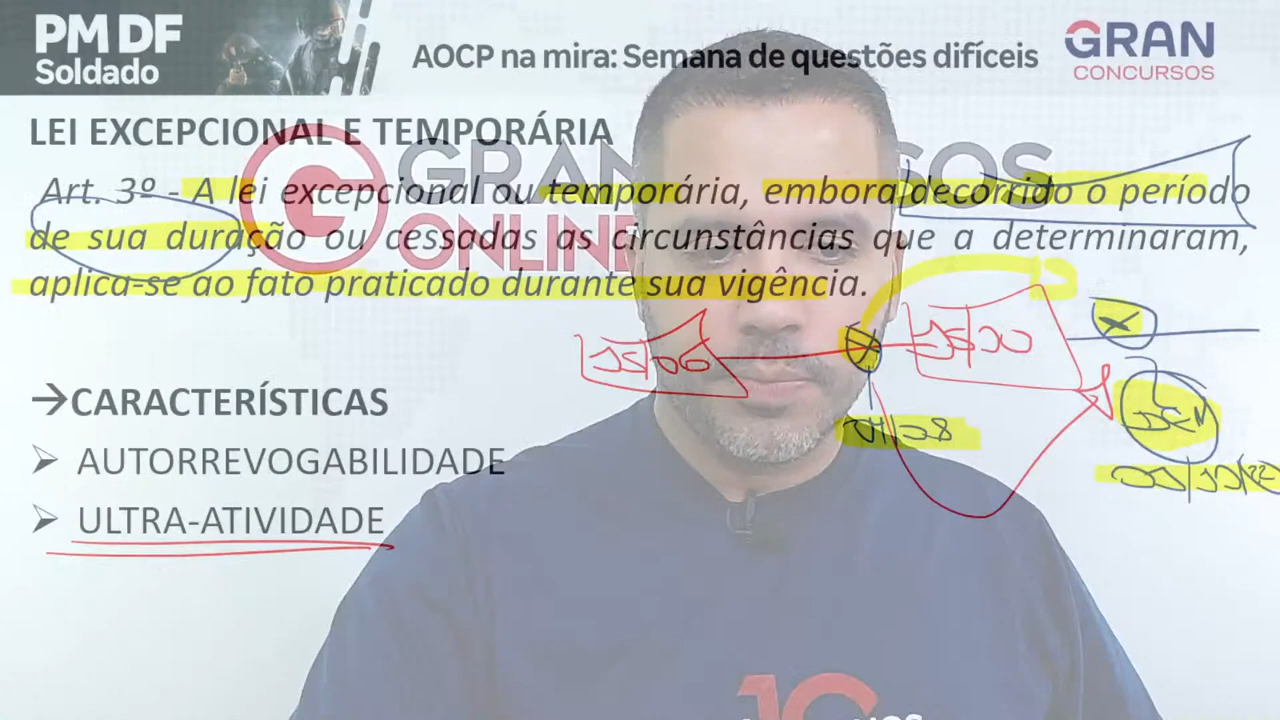 PM DF
Soldado
AOCP na mira: Semana de questões difíceis
GRAN
CONCURSOS
LEI EXCEPCIONAL E TEMPORÁRIA
Art. 3º - A lei excepcional ou temporária, embora decorrido o período
de sua duração ou cessadas as circunstâncias que a determinaram,
aplica-se ao fato praticado durante sua vigência.
GRAN
ONLINE
CARACTERÍSTICAS
AUTORREVOGABILIDADE
ULTRA-ATIVIDADE